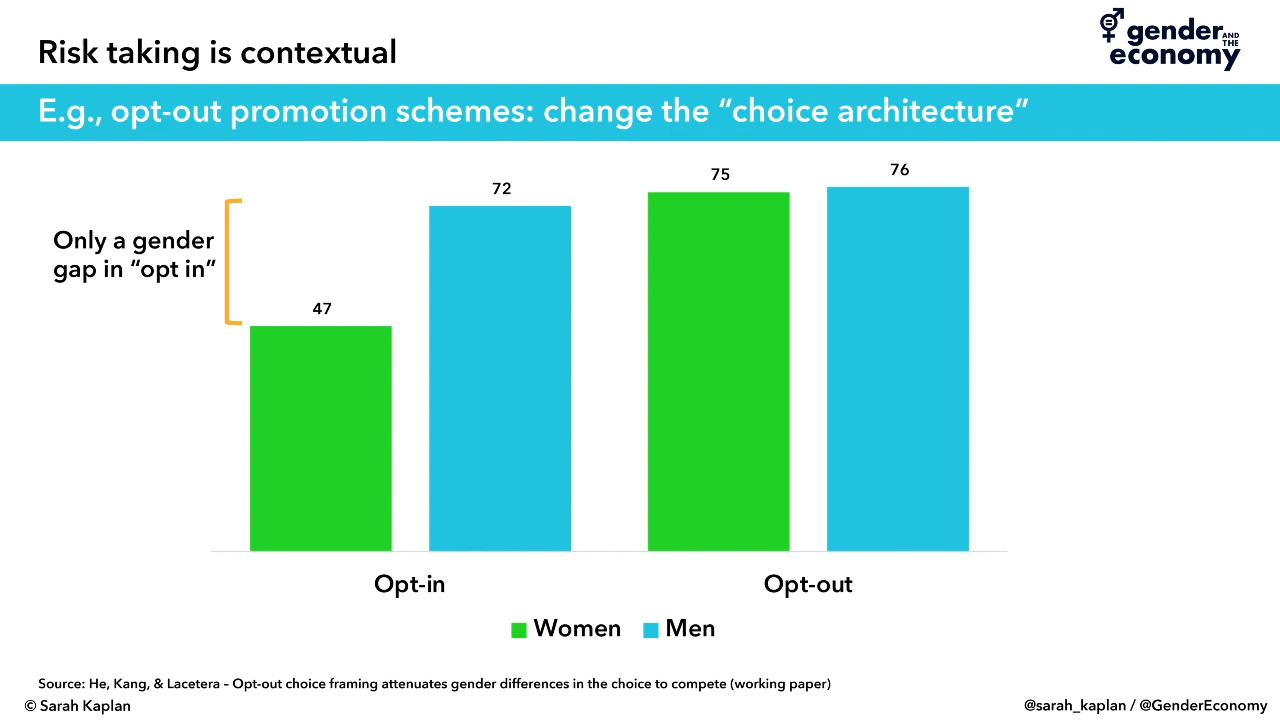 Risk taking is contextual
gender AND THE
economy
E.g., opt-out promotion schemes: change the “choice architecture”
Only a gender
gap in “opt in”
47
72
75
76
Opt-in
Opt-out
Women
Men
Source: He, Kang, & Lacetera – Opt-out choice framing attenuates gender differences in the choice to compete (working paper)
© Sarah Kaplan
@sarah_kaplan / @GenderEconomy